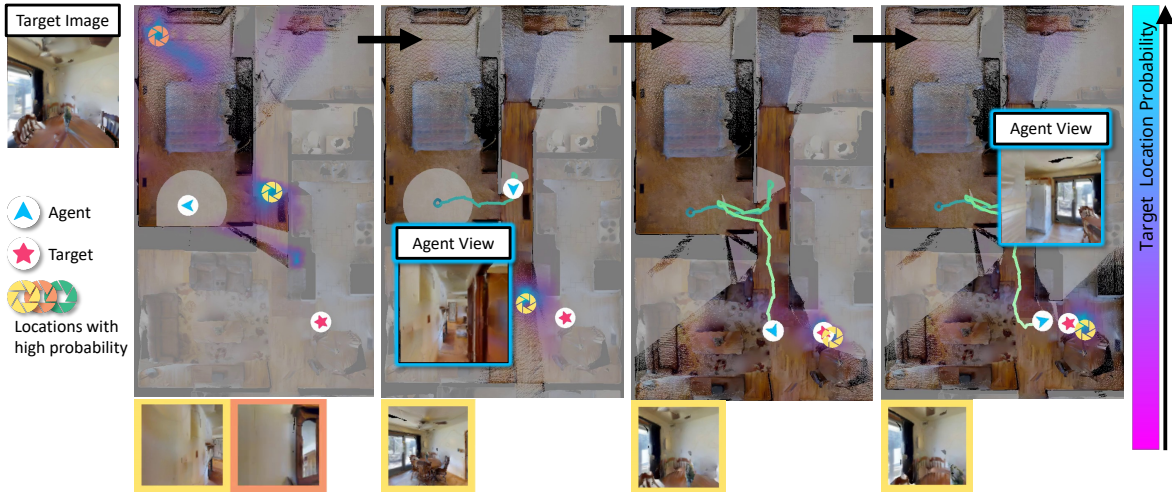 Target Image
Agent
Target
Locations with
high probability
Agent View
Agent View
Target Location Probability